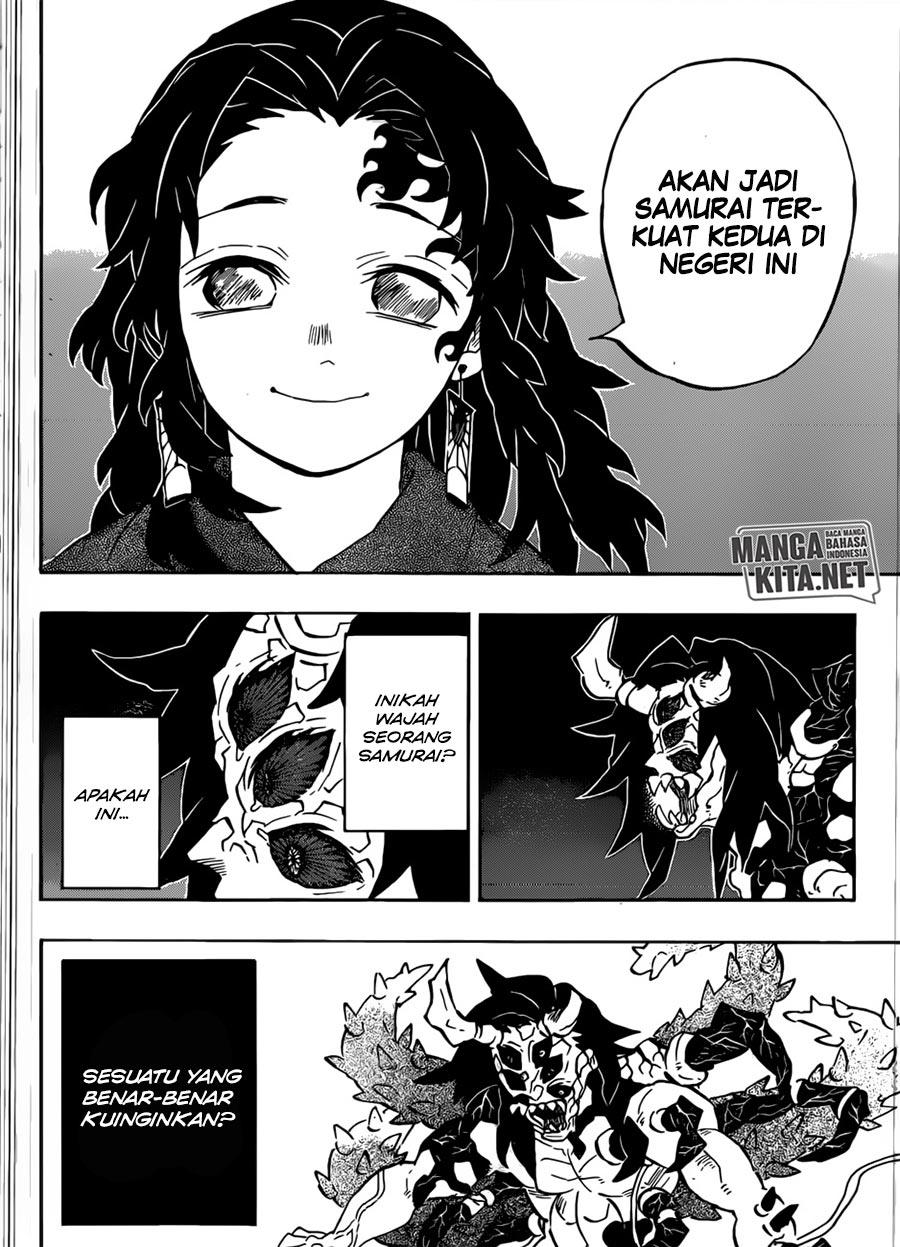 AKAN JADI
SAMURAI TER-
KUAT KEDUA DI
NEGERI INI
MANGA
KITA.NET
BACA MANGA
BAHASA
INDONESIA
INIKAH
WAJAH
SEORANG
SAMURAI?
APAKAH
INI...
SESUATU YANG
BENAR-BENAR
KUINGINKAN?